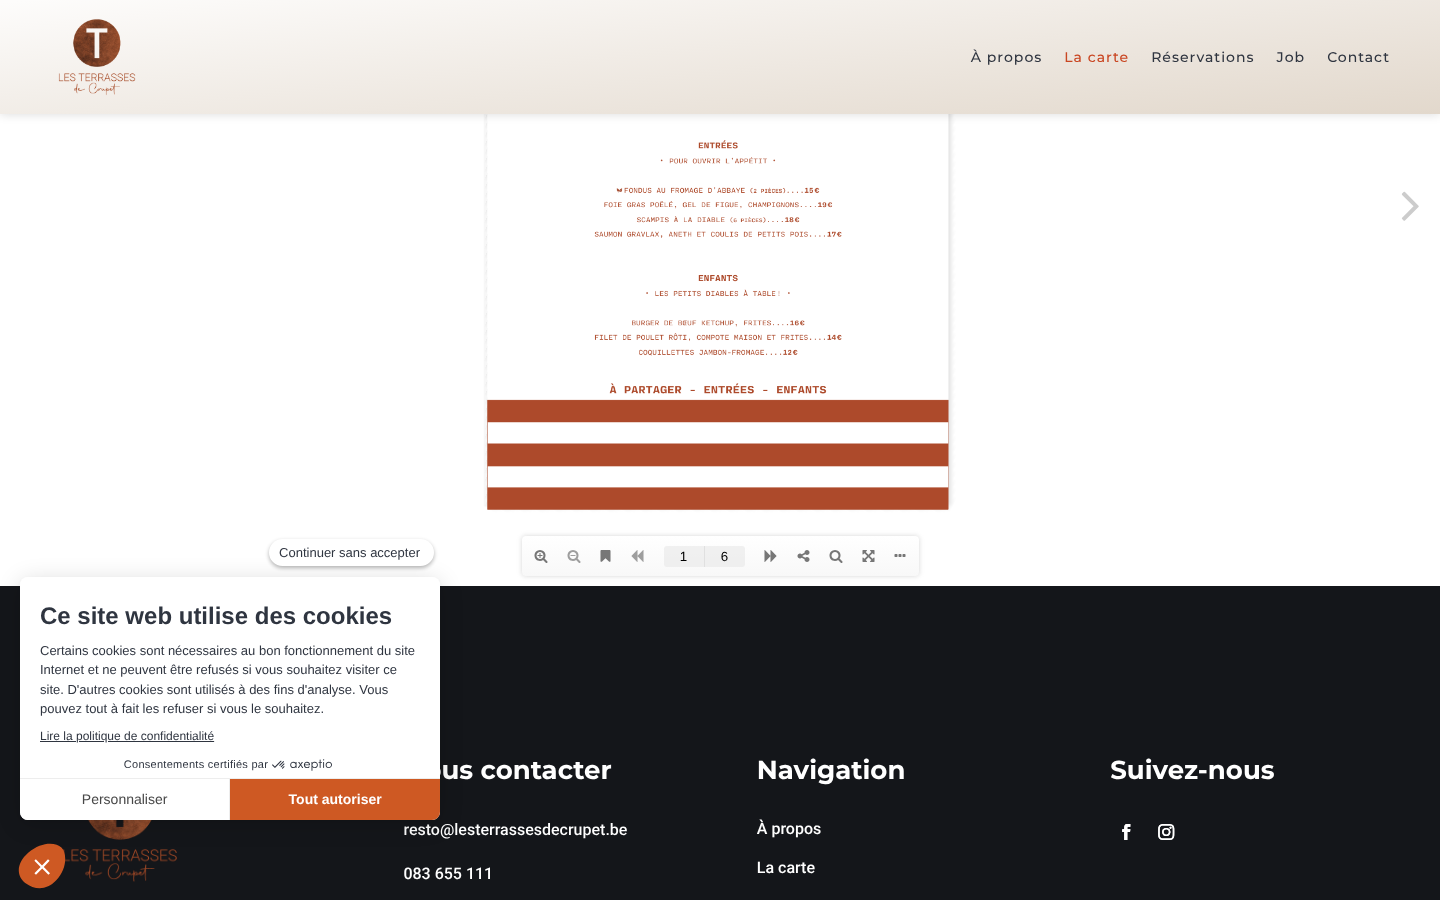 T
LES TERRASSES
de Crupet
À propos
La carte
Réservations
Job
Contact
ENTRÉES
• POUR OUVRIR L'APPÉTIT •
FONDUS AU FROMAGE D'ABBAYE (2 PIÈCES)....15€
FOIE GRAS POÊLÉ, GEL DE FIGUE, CHAMPIGNONS....19€
SCAMPIS À LA DIABLE (6 PIÈCES)....18€
SAUMON GRAVLAX, ANETH ET COULIS DE PETITS POIS....17€
ENFANTS
• LES PETITS DIABLES À TABLE! •
BURGER DE BŒUF KETCHUP, FRITES....16€
FILET DE POULET RÔTI, COMPOTE MAISON ET FRITES....14€
COQUILLETTES JAMBON-FROMAGE....12€
À PARTAGER - ENTRÉES - ENFANTS
1
6
Continuer sans accepter
Ce site web utilise des cookies
Certains cookies sont nécessaires au bon fonctionnement du site
Internet et ne peuvent être refusés si vous souhaitez visiter ce
site. D'autres cookies sont utilisés à des fins d'analyse. Vous
pouvez tout à fait les refuser si vous le souhaitez.
Lire la politique de confidentialité
Consentements certifiés par axeptio
Personnaliser
Tout autoriser
LES TERRASSES
de Crupet
ous contacter
resto@lesterrassesdecrupet.be
083 655 111
Navigation
À propos
La carte
Suivez-nous